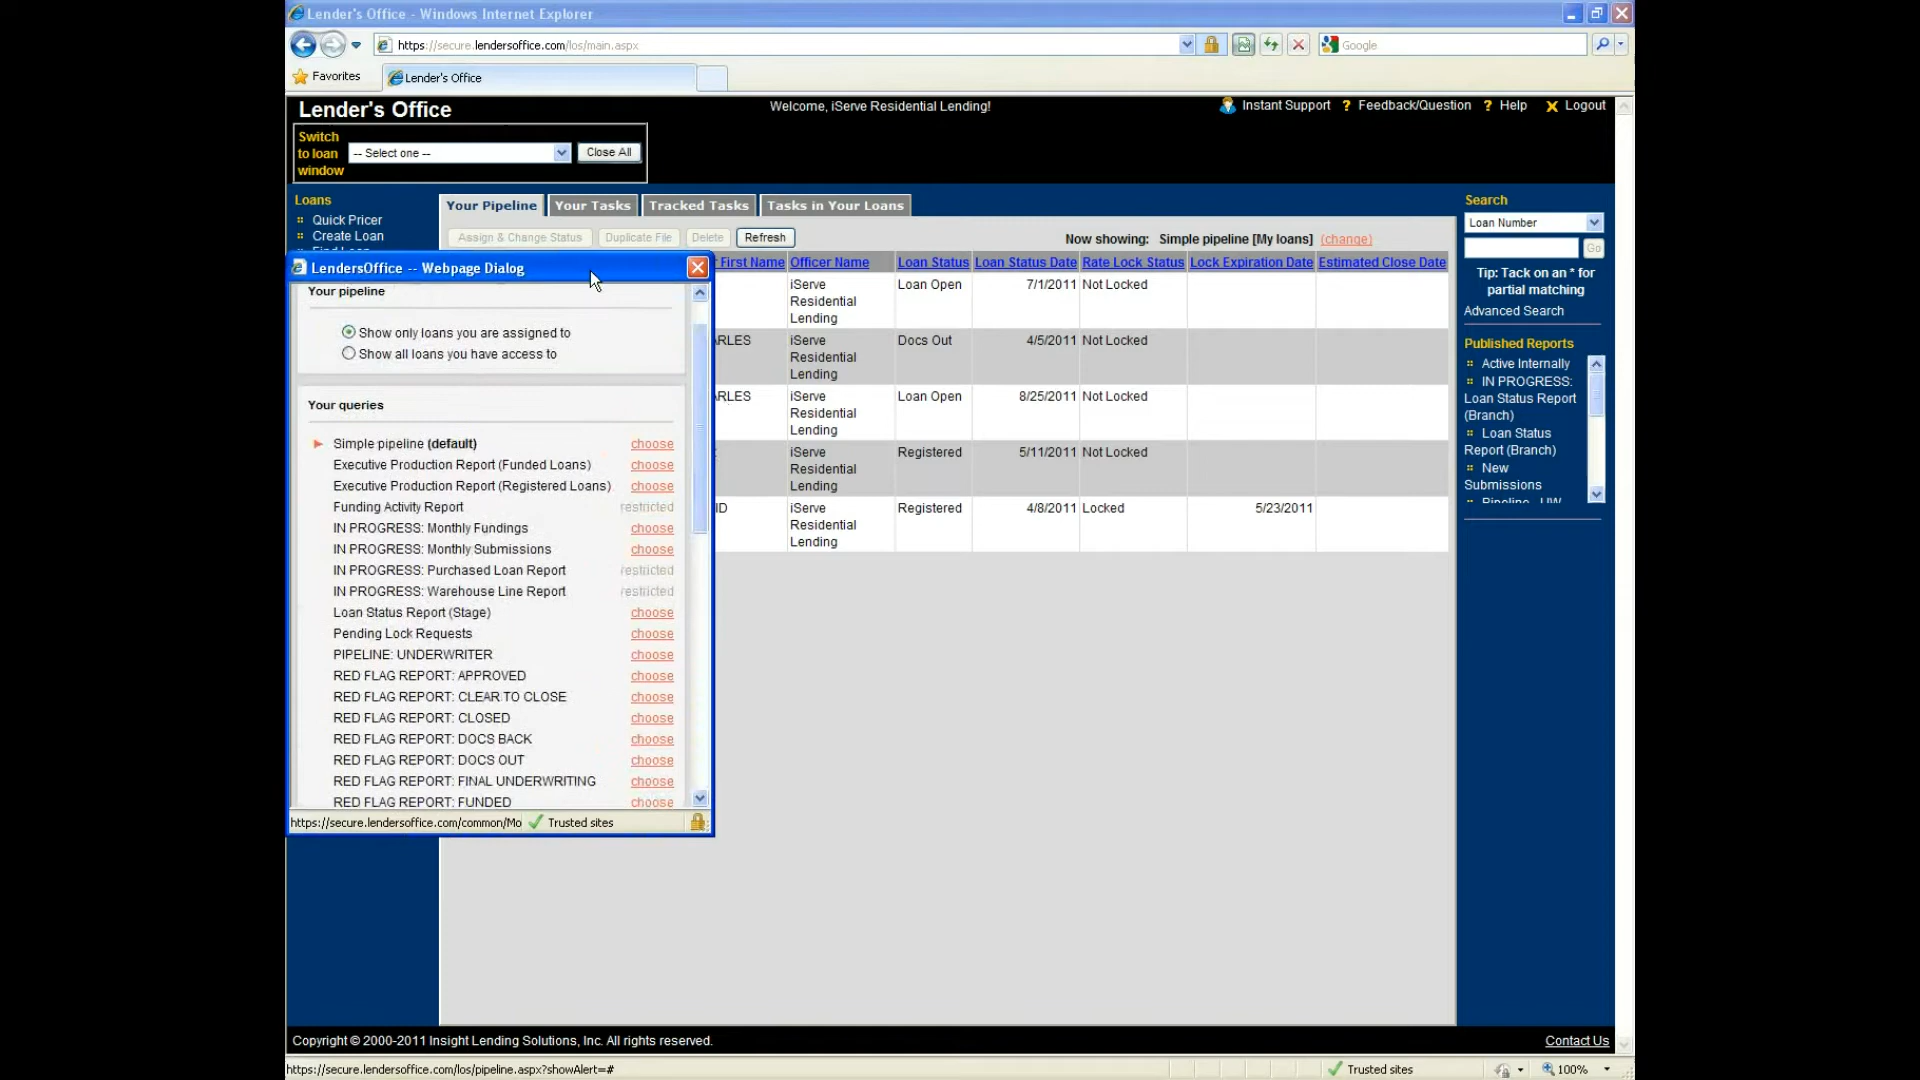 Lender's Office - Windows Internet Explorer
https://secure.lendersoffice.com/los/main.aspx
Google
Favorites
Lender's Office
Lender's Office
Welcome, iServe Residential Lending!
Instant Support
? Feedback/Question
? Help
X Logout
Switch
to loan
window
-- Select one --
Close All
Loans
Quick Pricer
Create Loan
Your Pipeline
Your Tasks
Tracked Tasks
Tasks in Your Loans
Assign & Change Status
Duplicate File
Delete
Refresh
Now showing: Simple pipeline [My loans] (change)
First Name
Officer Name
Loan Status
Loan Status Date
Rate Lock Status
Lock Expiration Date
Estimated Close Date
iServe
Residential
Lending
Loan Open
7/1/2011
Not Locked
ARLES
iServe
Residential
Lending
Docs Out
4/5/2011
Not Locked
ARLES
iServe
Residential
Lending
Loan Open
8/25/2011
Not Locked
iServe
Residential
Lending
Registered
5/11/2011
Not Locked
ID
iServe
Residential
Lending
Registered
4/8/2011
Locked
5/23/2011
LendersOffice -- Webpage Dialog
Your pipeline
Show only loans you are assigned to
Show all loans you have access to
Your queries
Simple pipeline (default) choose
Executive Production Report (Funded Loans) choose
Executive Production Report (Registered Loans) choose
Funding Activity Report restricted
IN PROGRESS: Monthly Fundings choose
IN PROGRESS: Monthly Submissions choose
IN PROGRESS: Purchased Loan Report restricted
IN PROGRESS: Warehouse Line Report restricted
Loan Status Report (Stage) choose
Pending Lock Requests choose
PIPELINE: UNDERWRITER choose
RED FLAG REPORT: APPROVED choose
RED FLAG REPORT: CLEAR TO CLOSE choose
RED FLAG REPORT: CLOSED choose
RED FLAG REPORT: DOCS BACK choose
RED FLAG REPORT: DOCS OUT choose
RED FLAG REPORT: FINAL UNDERWRITING choose
RED FLAG REPORT: FUNDED choose
https://secure.lendersoffice.com/common/Mo
Trusted sites
Search
Loan Number
Go
Tip: Tack on an * for
partial matching
Advanced Search
Published Reports
Active Internally
IN PROGRESS:
Loan Status Report
(Branch)
Loan Status
Report (Branch)
New
Submissions
Pipeline - UW
Copyright © 2000-2011 Insight Lending Solutions, Inc. All rights reserved.
Contact Us
https://secure.lendersoffice.com/los/pipeline.aspx?showAlert=#
Trusted sites
100%